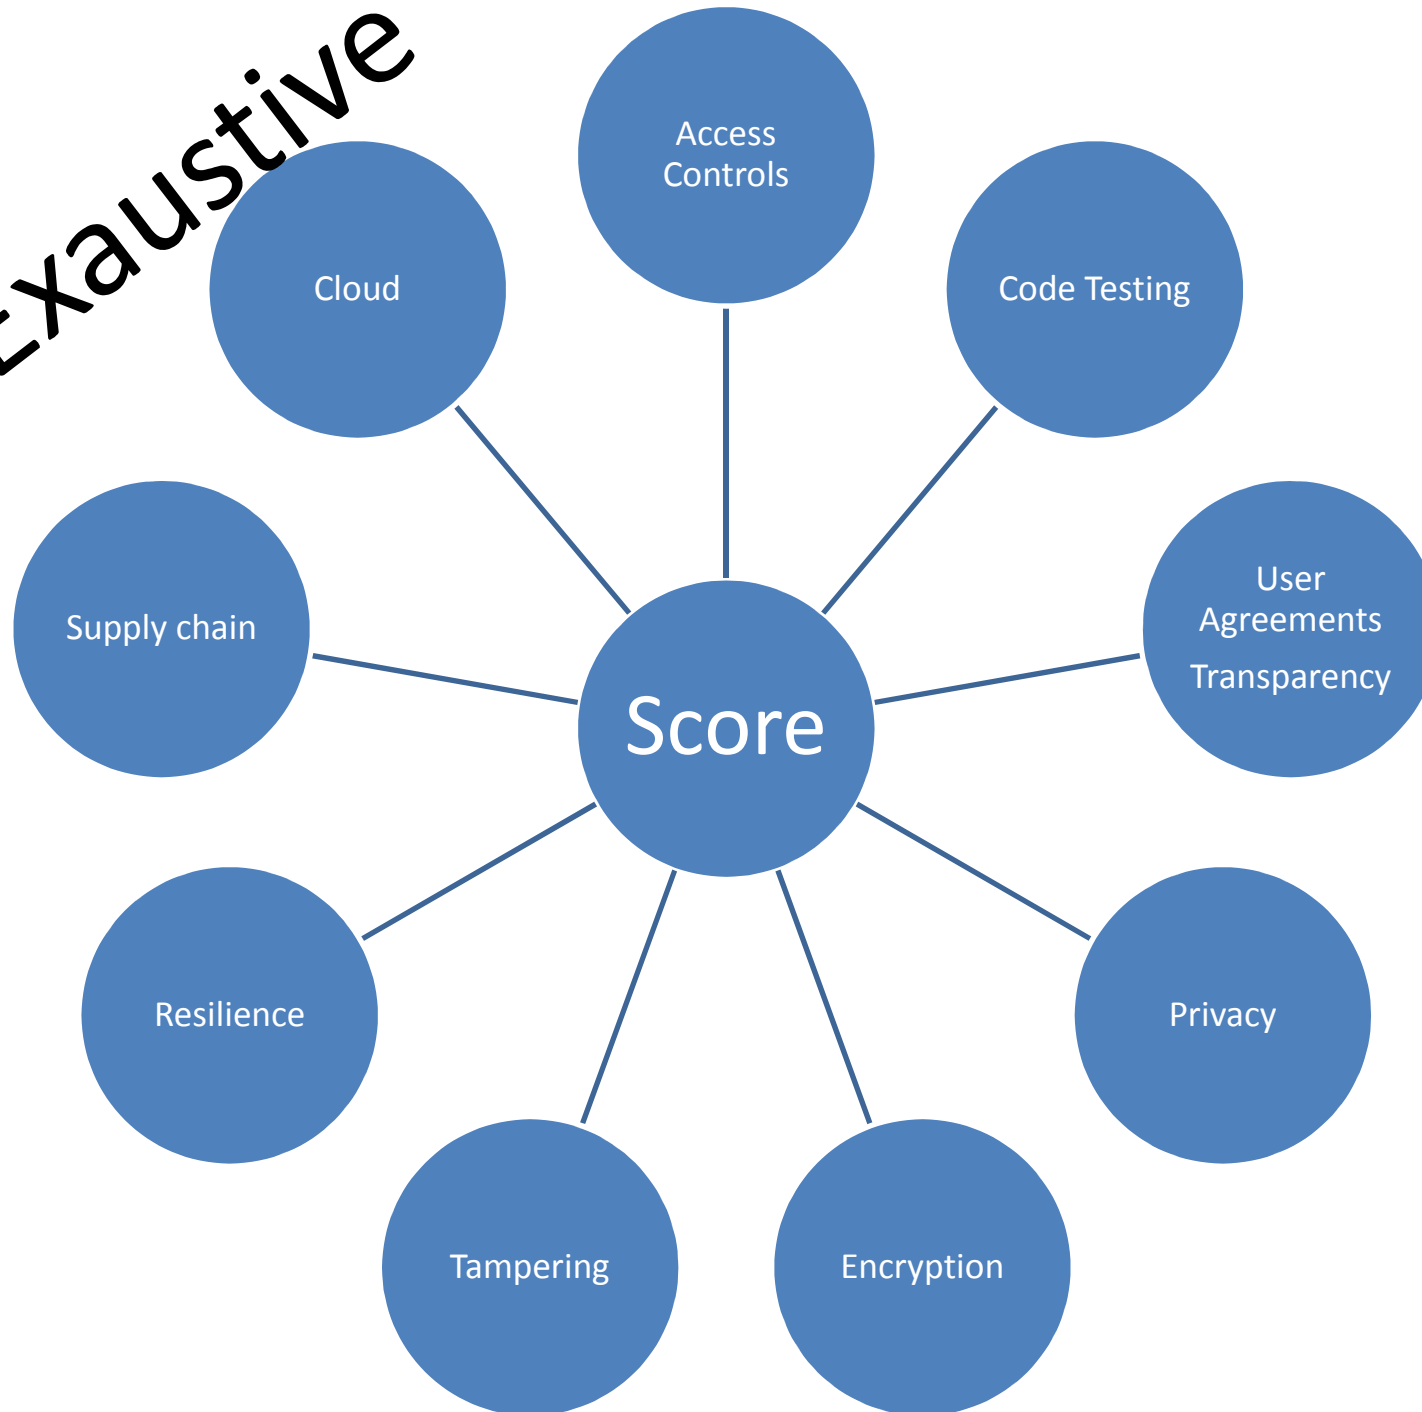 Exaustive
Access
Controls
Cloud
Code Testing
User
Agreements
Transparency
Supply chain
Score
Resilience
Privacy
Tampering
Encryption